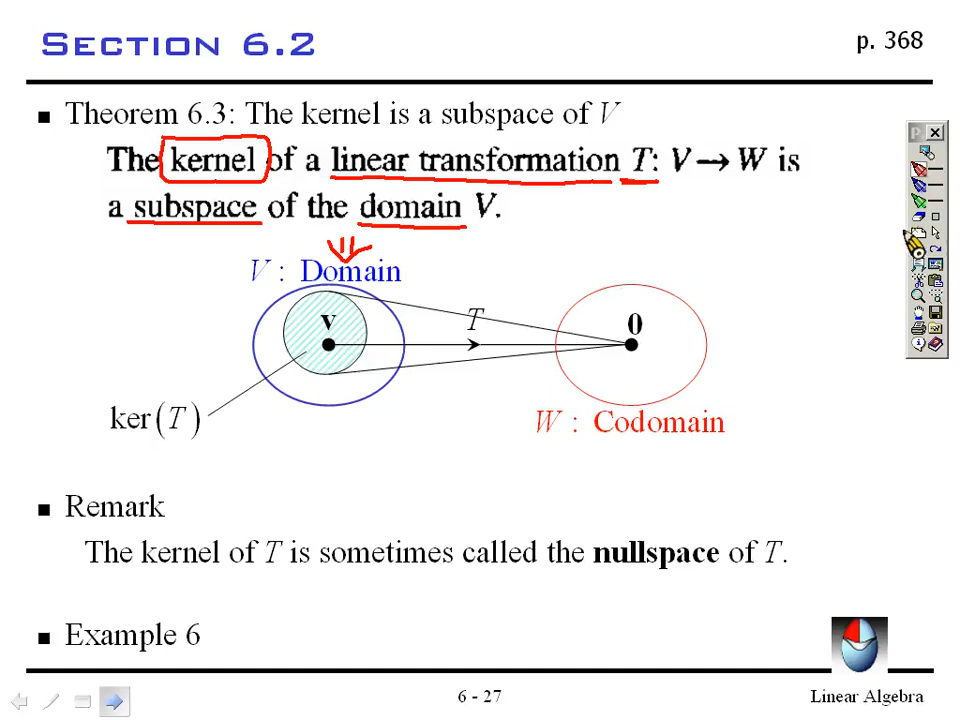 SECTION 6.2
p. 368
■ Theorem 6.3: The kernel is a subspace of V
The kernel of a linear transformation T: V → W is
a subspace of the domain V.
V : Domain
v
T
0
ker(T)
W : Codomain
■ Remark
The kernel of T is sometimes called the nullspace of T.
■ Example 6
6 - 27
Linear Algebra